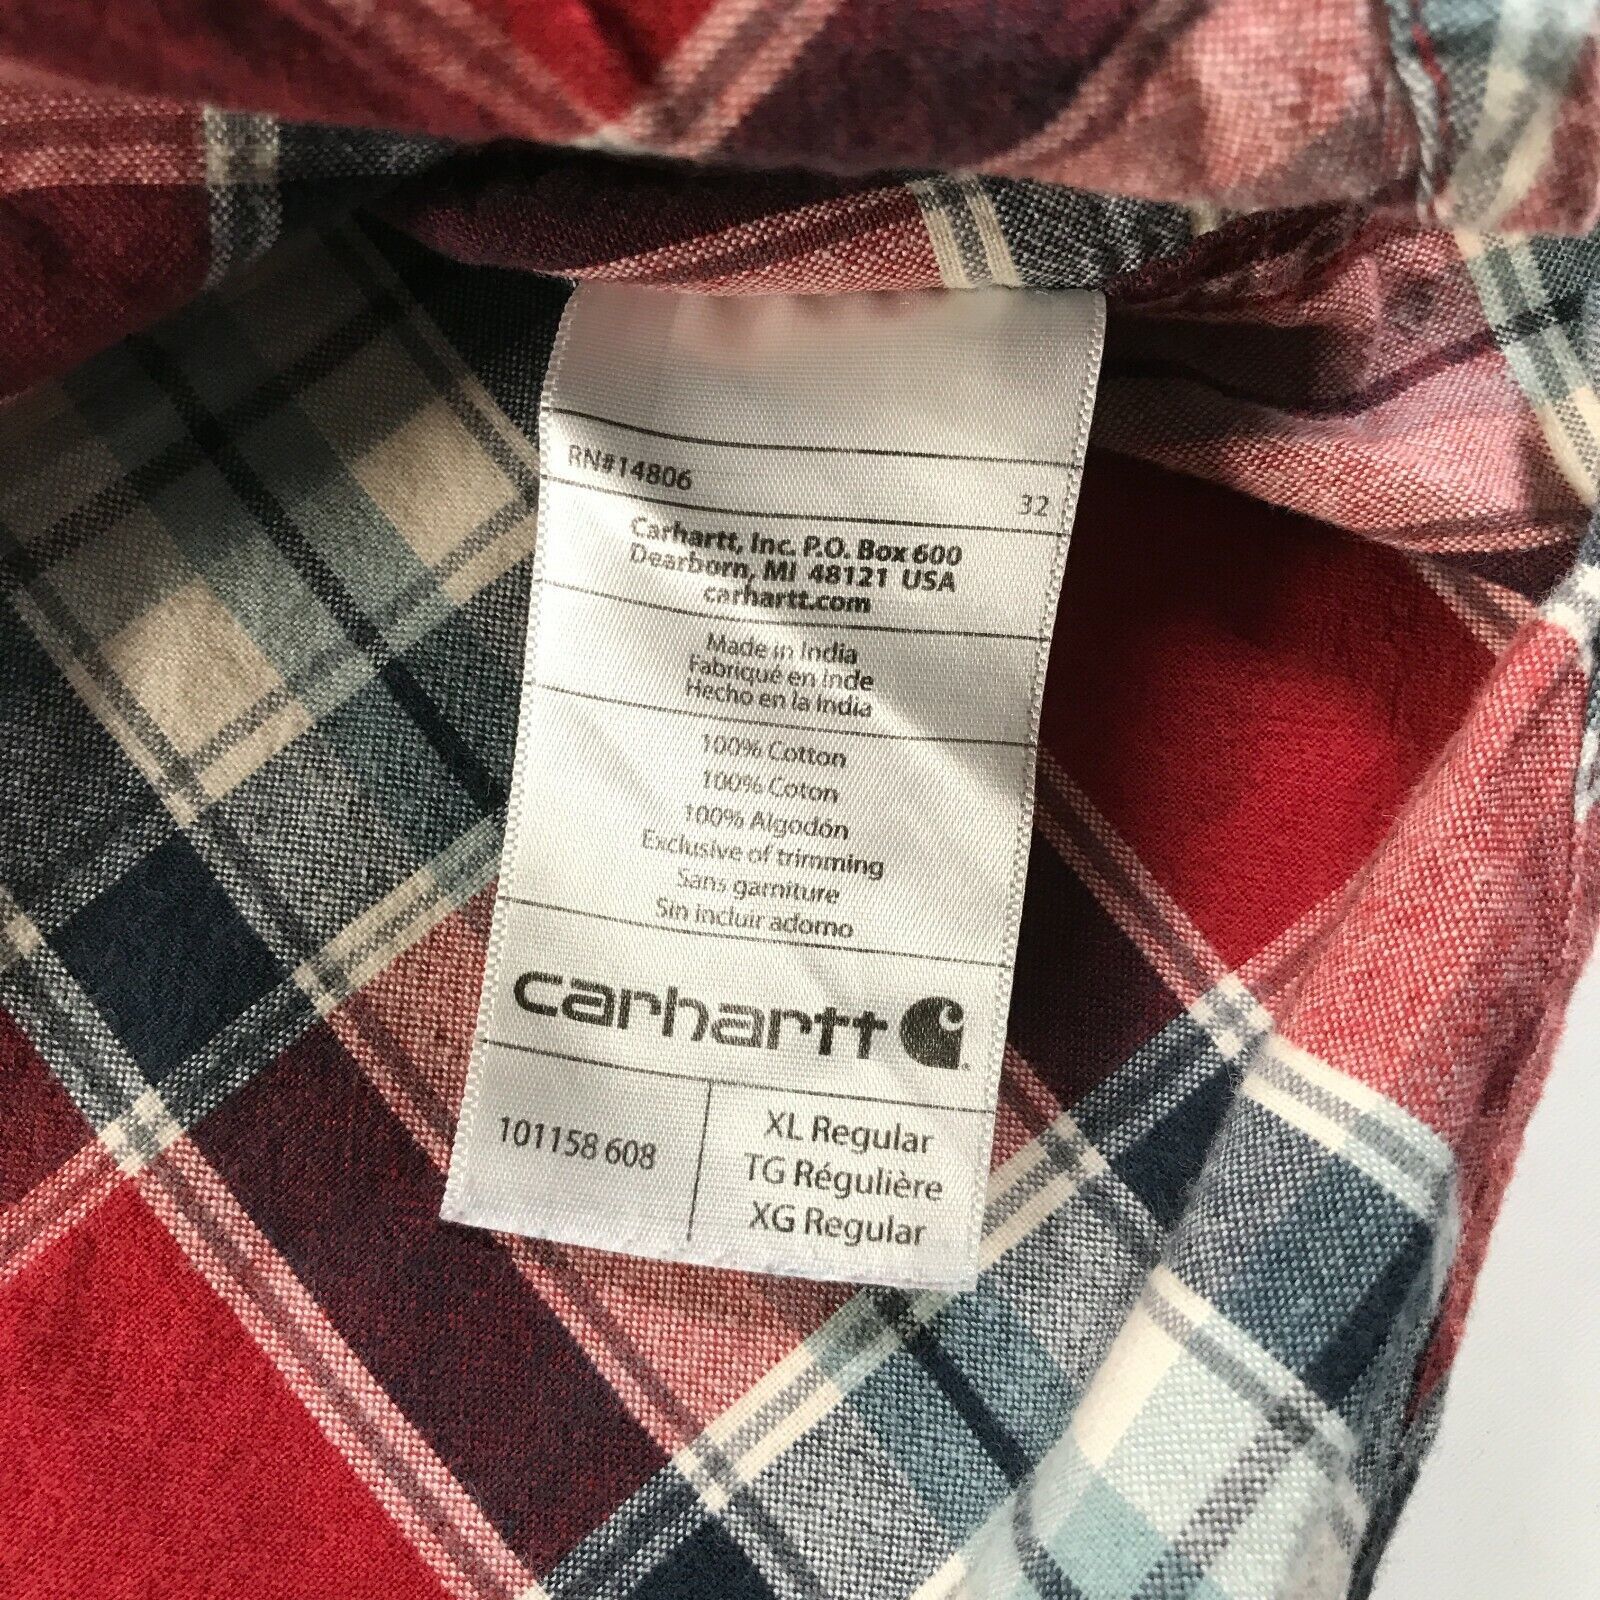 RN#14806 32
Carhartt, Inc. P.O. Box 600
Dearborn, MI 48121 USA
carhartt.com
Made in India
Fabriqué en Inde
Hecho en la India
100% Cotton
100% Coton
100% Algodón
Exclusive of trimming
Sans garniture
Sin incluir adorno
carhartt
101158 608
XL Regular
TG Régulière
XG Regular